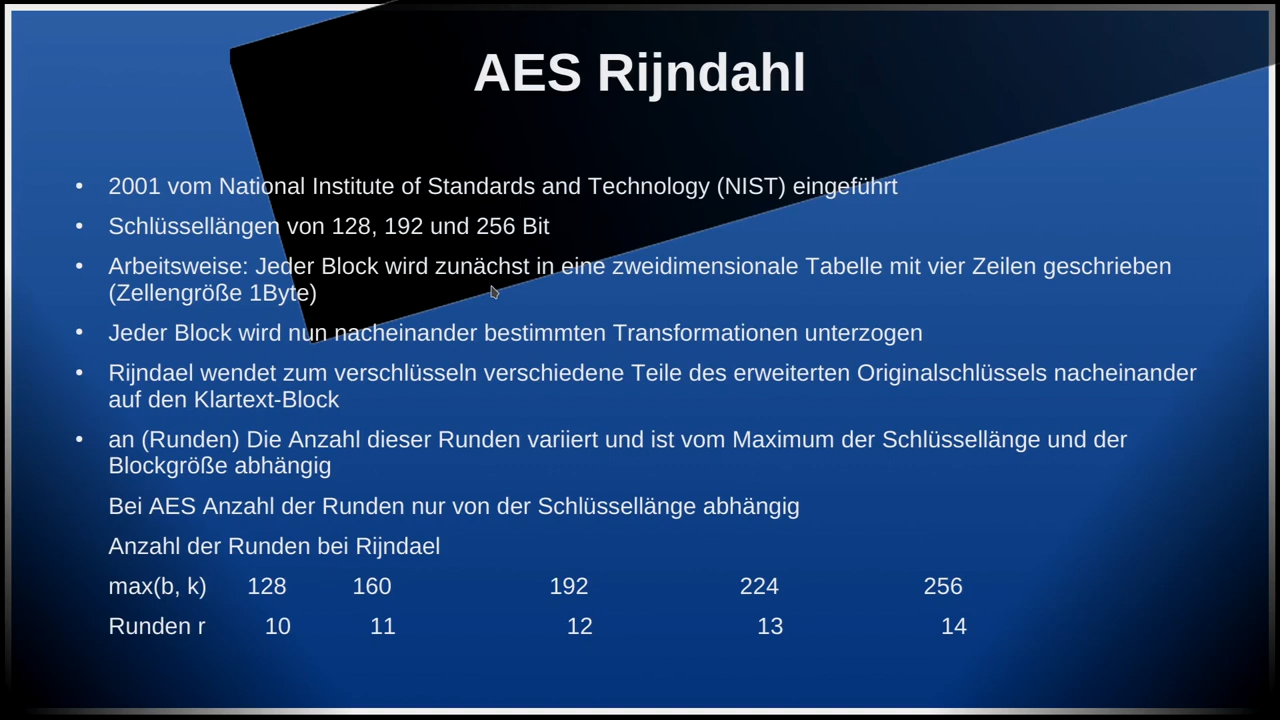 AES Rijndahl
• 2001 vom National Institute of Standards and Technology (NIST) eingeführt
• Schlüssellängen von 128, 192 und 256 Bit
• Arbeitsweise: Jeder Block wird zunächst in eine zweidimensionale Tabelle mit vier Zeilen geschrieben
(Zellengröße 1Byte)
• Jeder Block wird nun nacheinander bestimmten Transformationen unterzogen
• Rijndael wendet zum verschlüsseln verschiedene Teile des erweiterten Originalschlüssels nacheinander
auf den Klartext-Block
• an (Runden) Die Anzahl dieser Runden variiert und ist vom Maximum der Schlüssellänge und der
Blockgröße abhängig
Bei AES Anzahl der Runden nur von der Schlüssellänge abhängig
Anzahl der Runden bei Rijndael
max(b, k) 128 160 192 224 256
Runden r 10 11 12 13 14